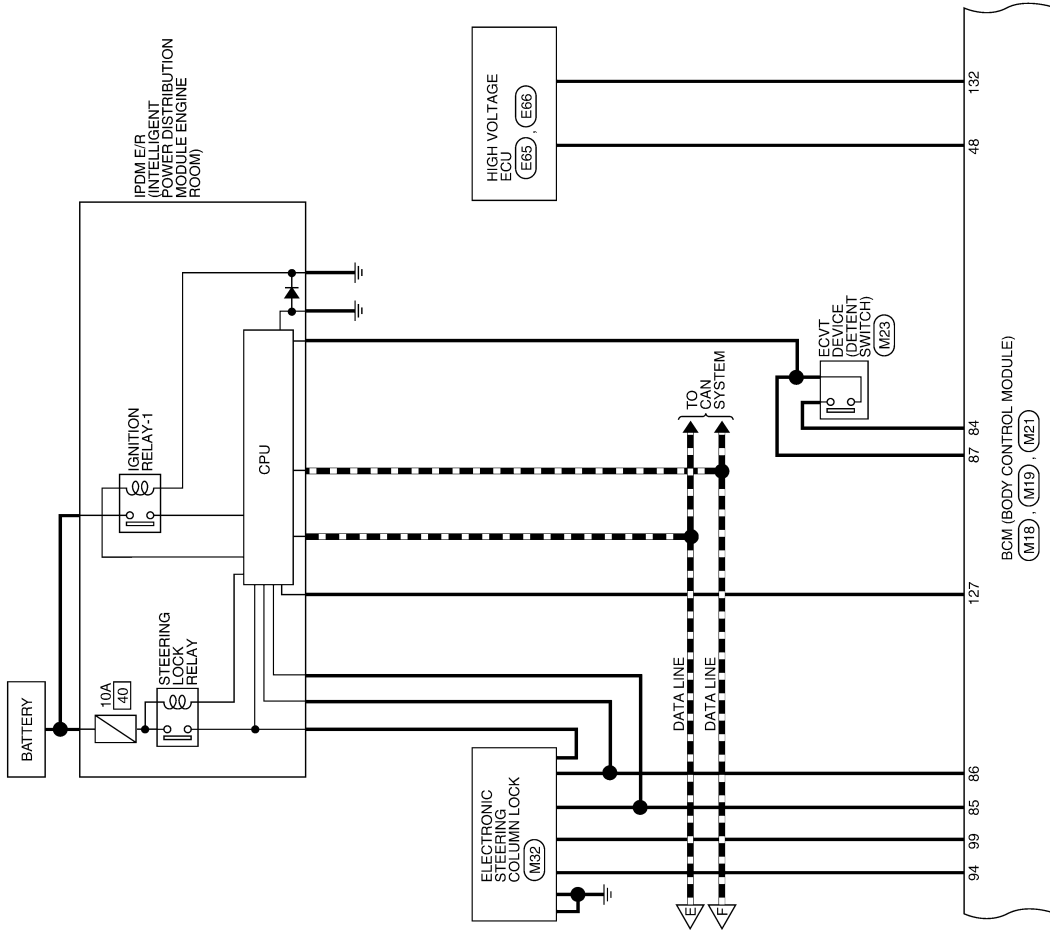 BATTERY
10A
40
STEERING
LOCK
RELAY
IGNITION
RELAY-1
IPDM E/R
(INTELLIGENT
POWER DISTRIBUTION
MODULE ENGINE
ROOM)
CPU
ELECTRONIC
STEERING
COLUMN LOCK
M32
HIGH VOLTAGE
ECU
E65 , E66
DATA LINE
DATA LINE
E
F
TO
CAN
SYSTEM
ECVT
DEVICE
(DETENT
SWITCH)
M23
94
99
85
86
127
87
84
48
132
BCM (BODY CONTROL MODULE)
M18 , M19 , M21